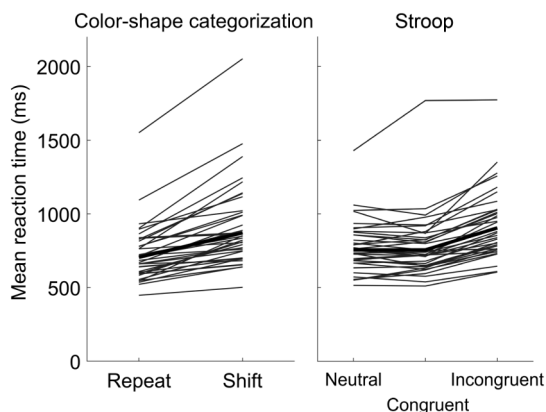 Color-shape categorization
Stroop
Mean reaction time (ms)
2000
1500
1000
500
0
Repeat
Shift
Neutral
Congruent
Incongruent